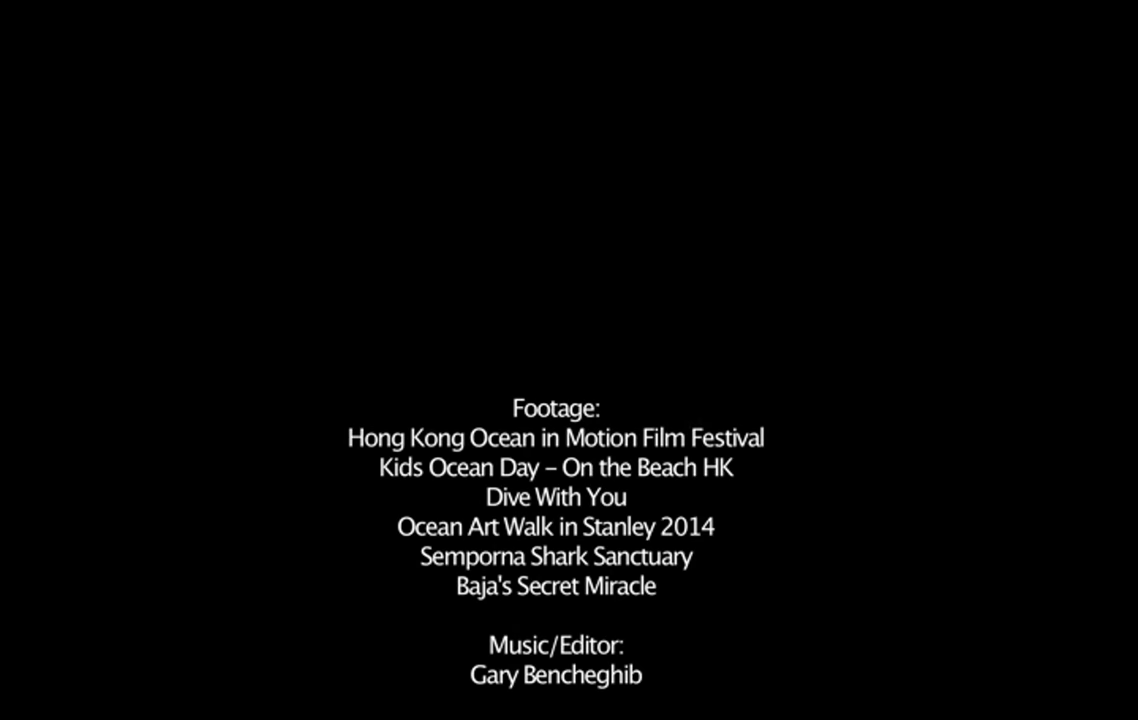 Footage:
Hong Kong Ocean in Motion Film Festival
Kids Ocean Day – On the Beach HK
Dive With You
Ocean Art Walk in Stanley 2014
Semporna Shark Sanctuary
Baja's Secret Miracle
Music/Editor:
Gary Bencheghib